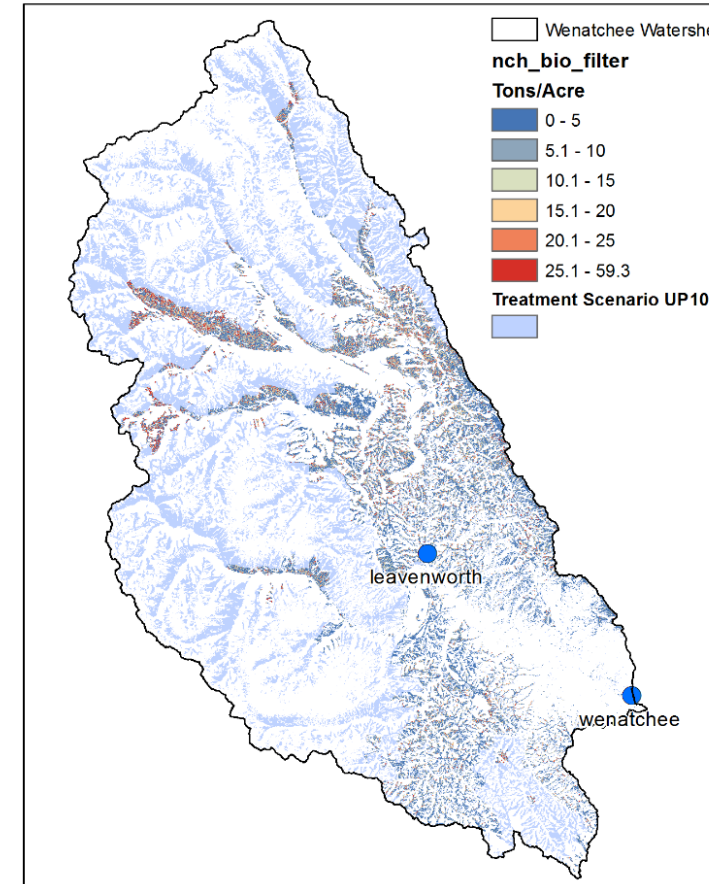 Wenatchee Watershe
nch_bio_filter
Tons/Acre
0 - 5
5.1 - 10
10.1 - 15
15.1 - 20
20.1 - 25
25.1 - 59.3
Treatment Scenario UP10
leavenworth
wenatchee